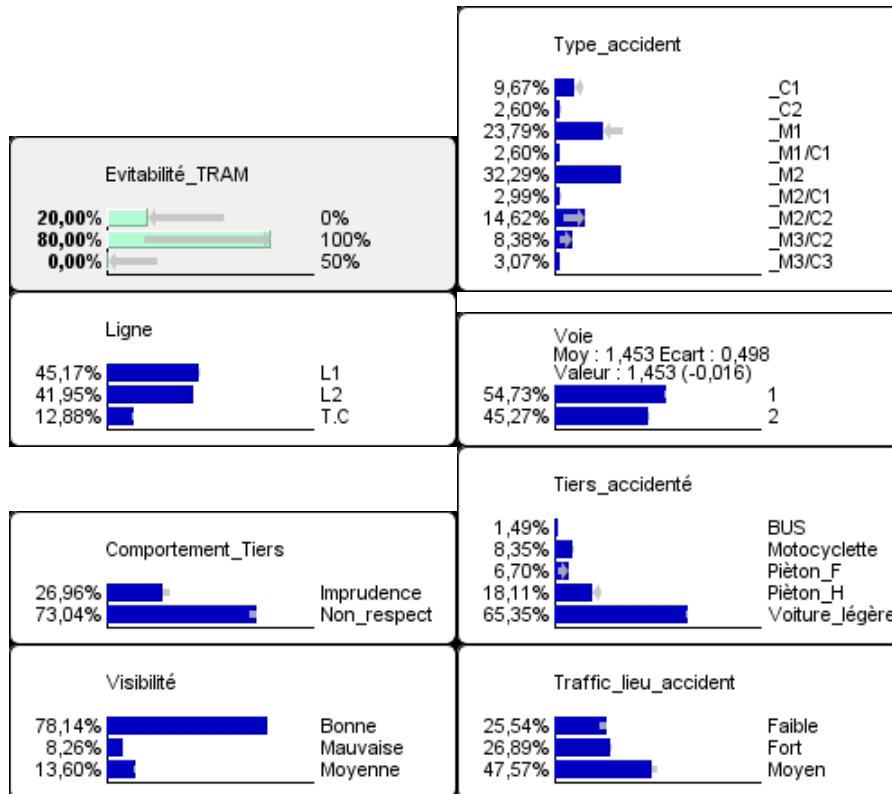 Type_accident
9,67% _C1
2,60% _C2
23,79% _M1
2,60% _M1/C1
32,29% _M2
2,99% _M2/C1
14,62% _M2/C2
8,38% _M3/C2
3,07% _M3/C3
Evitabilité_TRAM
20,00% 0%
80,00% 100%
0,00% 50%
Ligne
45,17% L1
41,95% L2
12,88% T.C
Voie
Moy : 1,453 Ecart : 0,498
Valeur : 1,453 (-0,016)
54,73% 1
45,27% 2
Tiers_accidenté
1,49% BUS
8,35% Motocyclette
6,70% Pièton_F
18,11% Pièton_H
65,35% Voiture_légère
Comportement_Tiers
26,96% Imprudence
73,04% Non_respect
Visibilité
78,14% Bonne
8,26% Mauvaise
13,60% Moyenne
Traffic_lieu_accident
25,54% Faible
26,89% Fort
47,57% Moyen